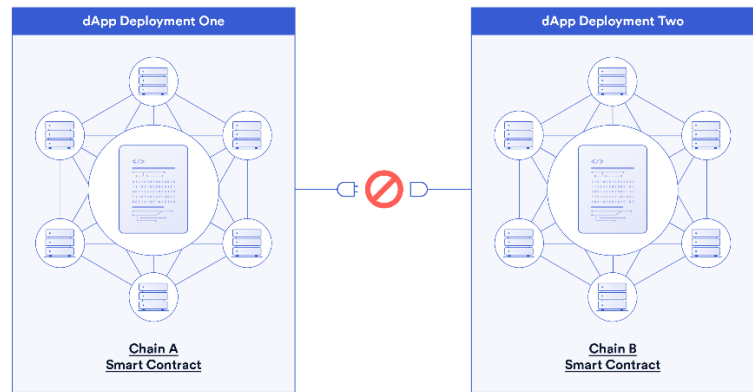 dApp Deployment One
dApp Deployment Two
</>
</>
Chain A
Smart Contract
Chain B
Smart Contract